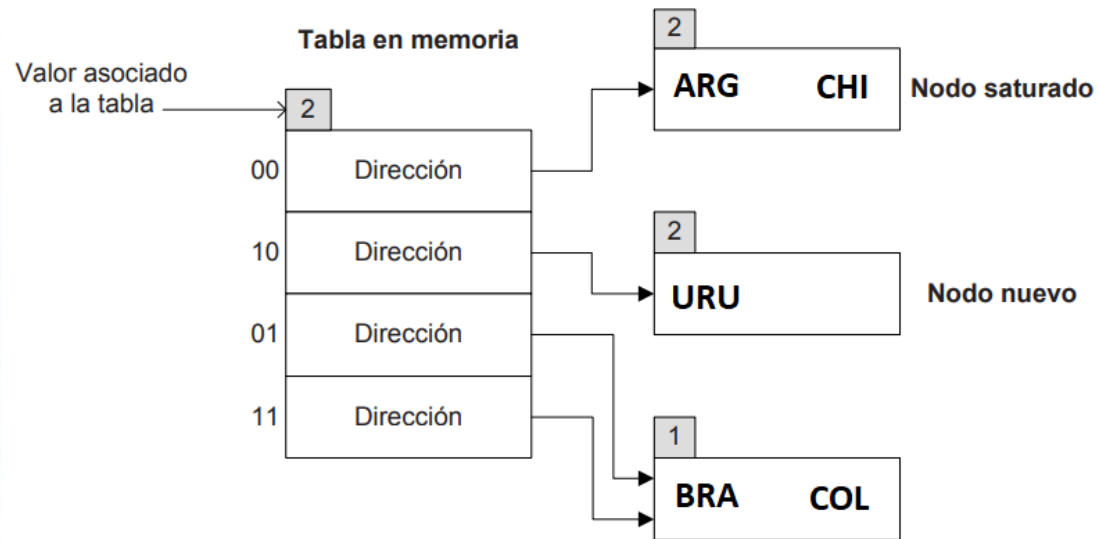 Tabla en memoria
Valor asociado
a la tabla
2
00 Dirección
10 Dirección
01 Dirección
11 Dirección
2
ARG CHI
Nodo saturado
2
URU
Nodo nuevo
1
BRA COL